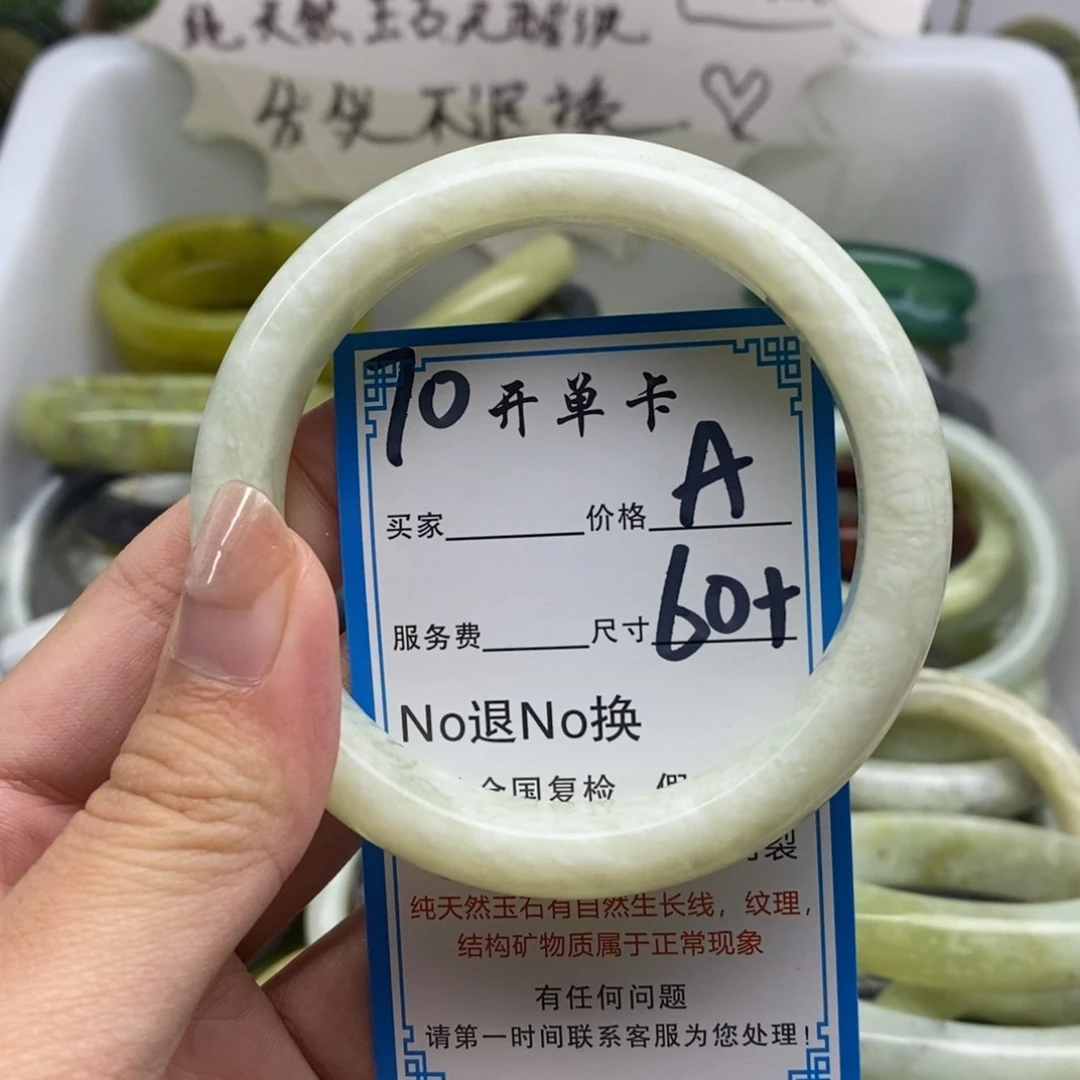 纯天然玉石无
不退换
10 开单卡
买家 价格 A
服务费 尺寸 60+
No退No换
全国复检
裂
纯天然玉石有自然生长线，纹理，
结构矿物质属于正常现象
有任何问题
请第一时间联系客服为您处理！